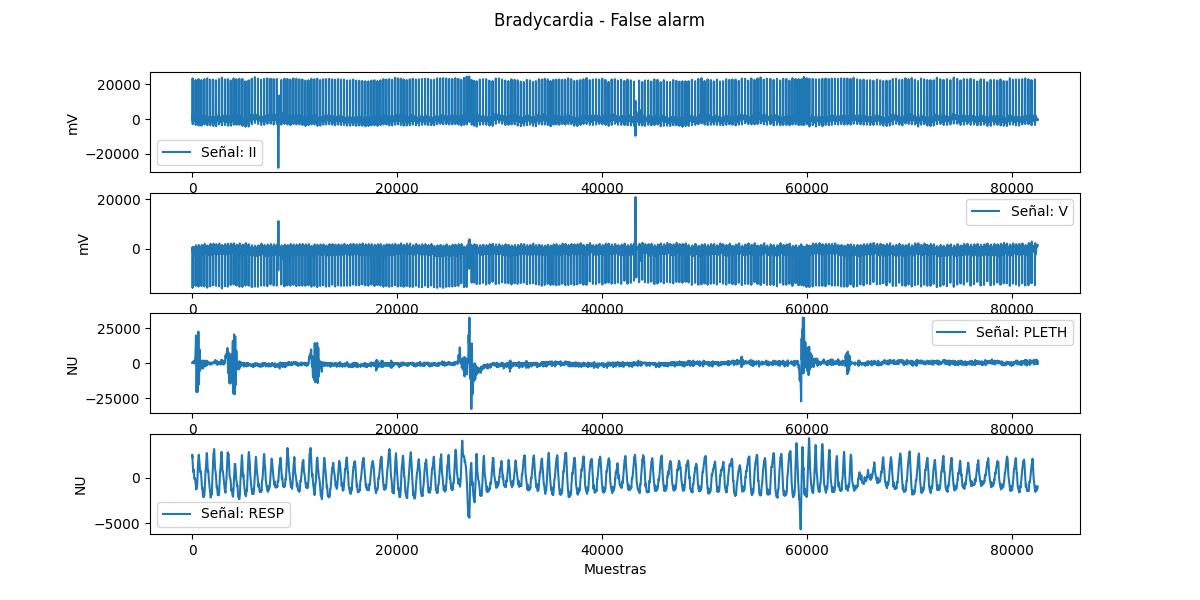 Bradycardia - False alarm
20000
0
−20000
mV
Señal: II
0 20000 40000 60000 80000
20000
0
mV
Señal: V
0 20000 40000 60000 80000
25000
0
−25000
NU
Señal: PLETH
0 20000 40000 60000 80000
0
−5000
NU
Señal: RESP
0 20000 40000 60000 80000
Muestras